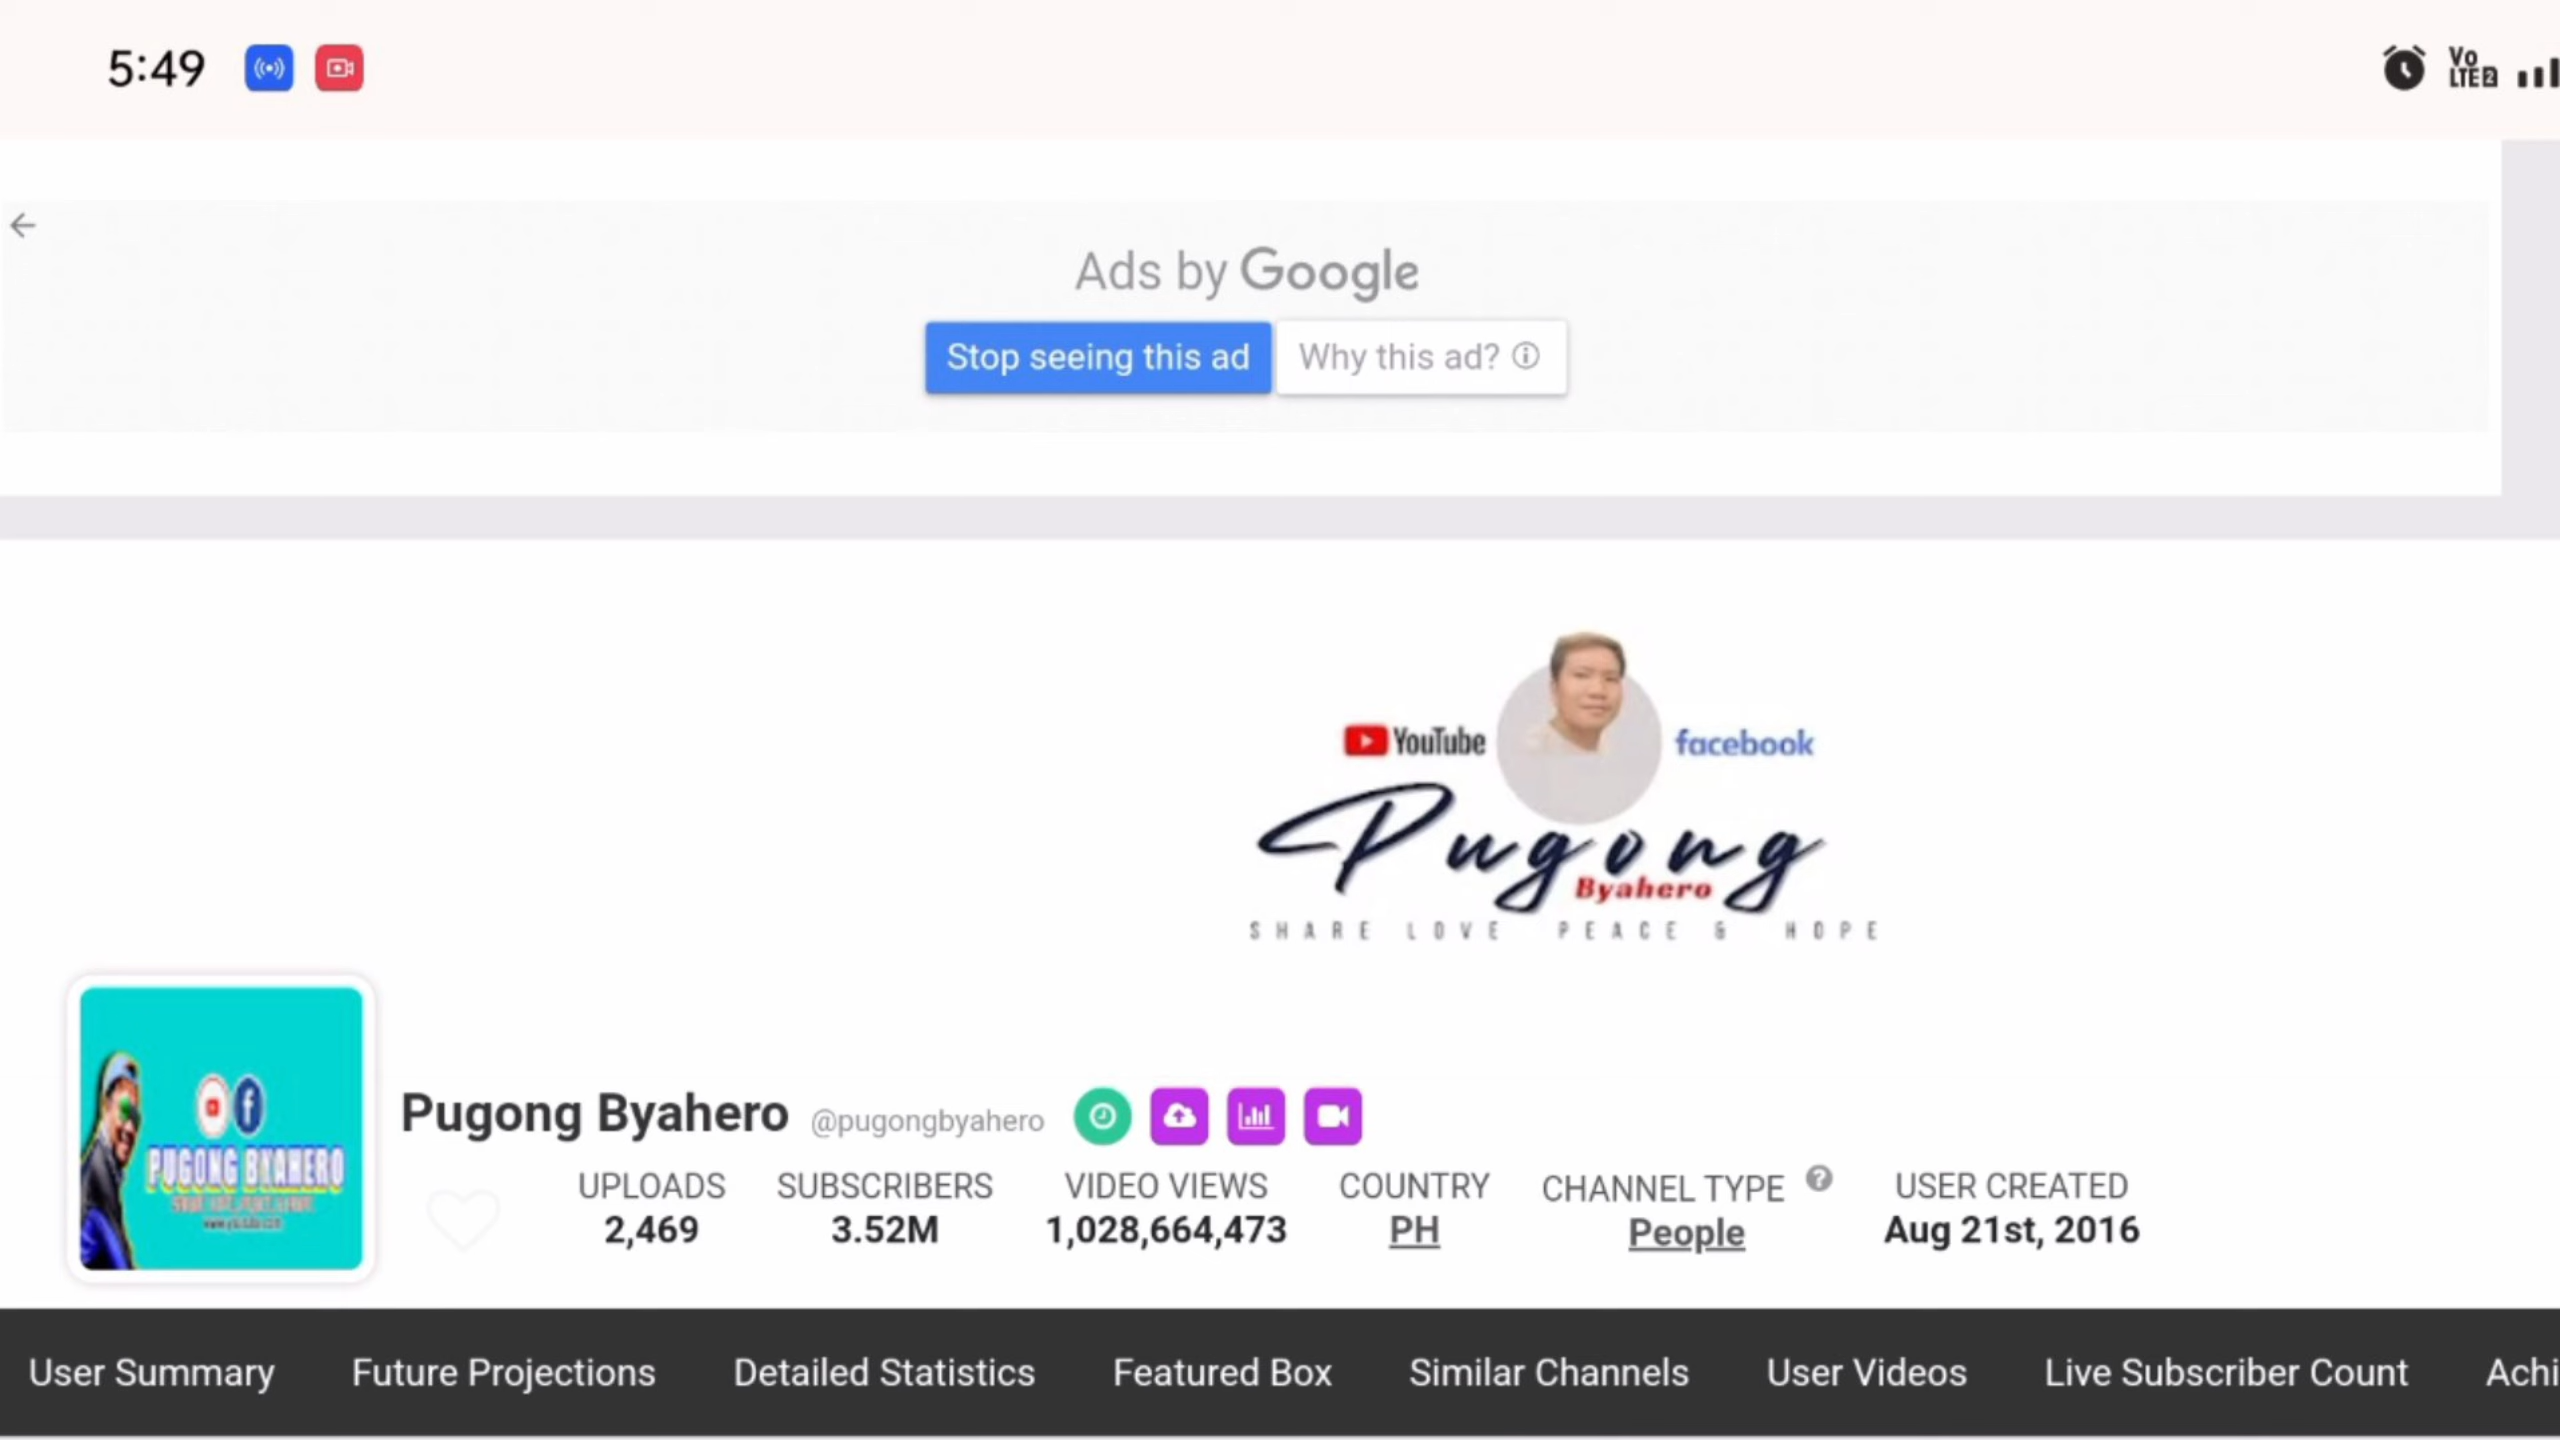 5:49
Vo
LTE2
Ads by Google
Stop seeing this ad
Why this ad?
YouTube
facebook
Pugong
Byahero
SHARE LOVE PEACE & HOPE
PUGONG BYAHERO
Pugong Byahero @pugongbyahero
UPLOADS SUBSCRIBERS VIDEO VIEWS COUNTRY CHANNEL TYPE USER CREATED
2,469 3.52M 1,028,664,473 PH People Aug 21st, 2016
User Summary Future Projections Detailed Statistics Featured Box Similar Channels User Videos Live Subscriber Count Achi